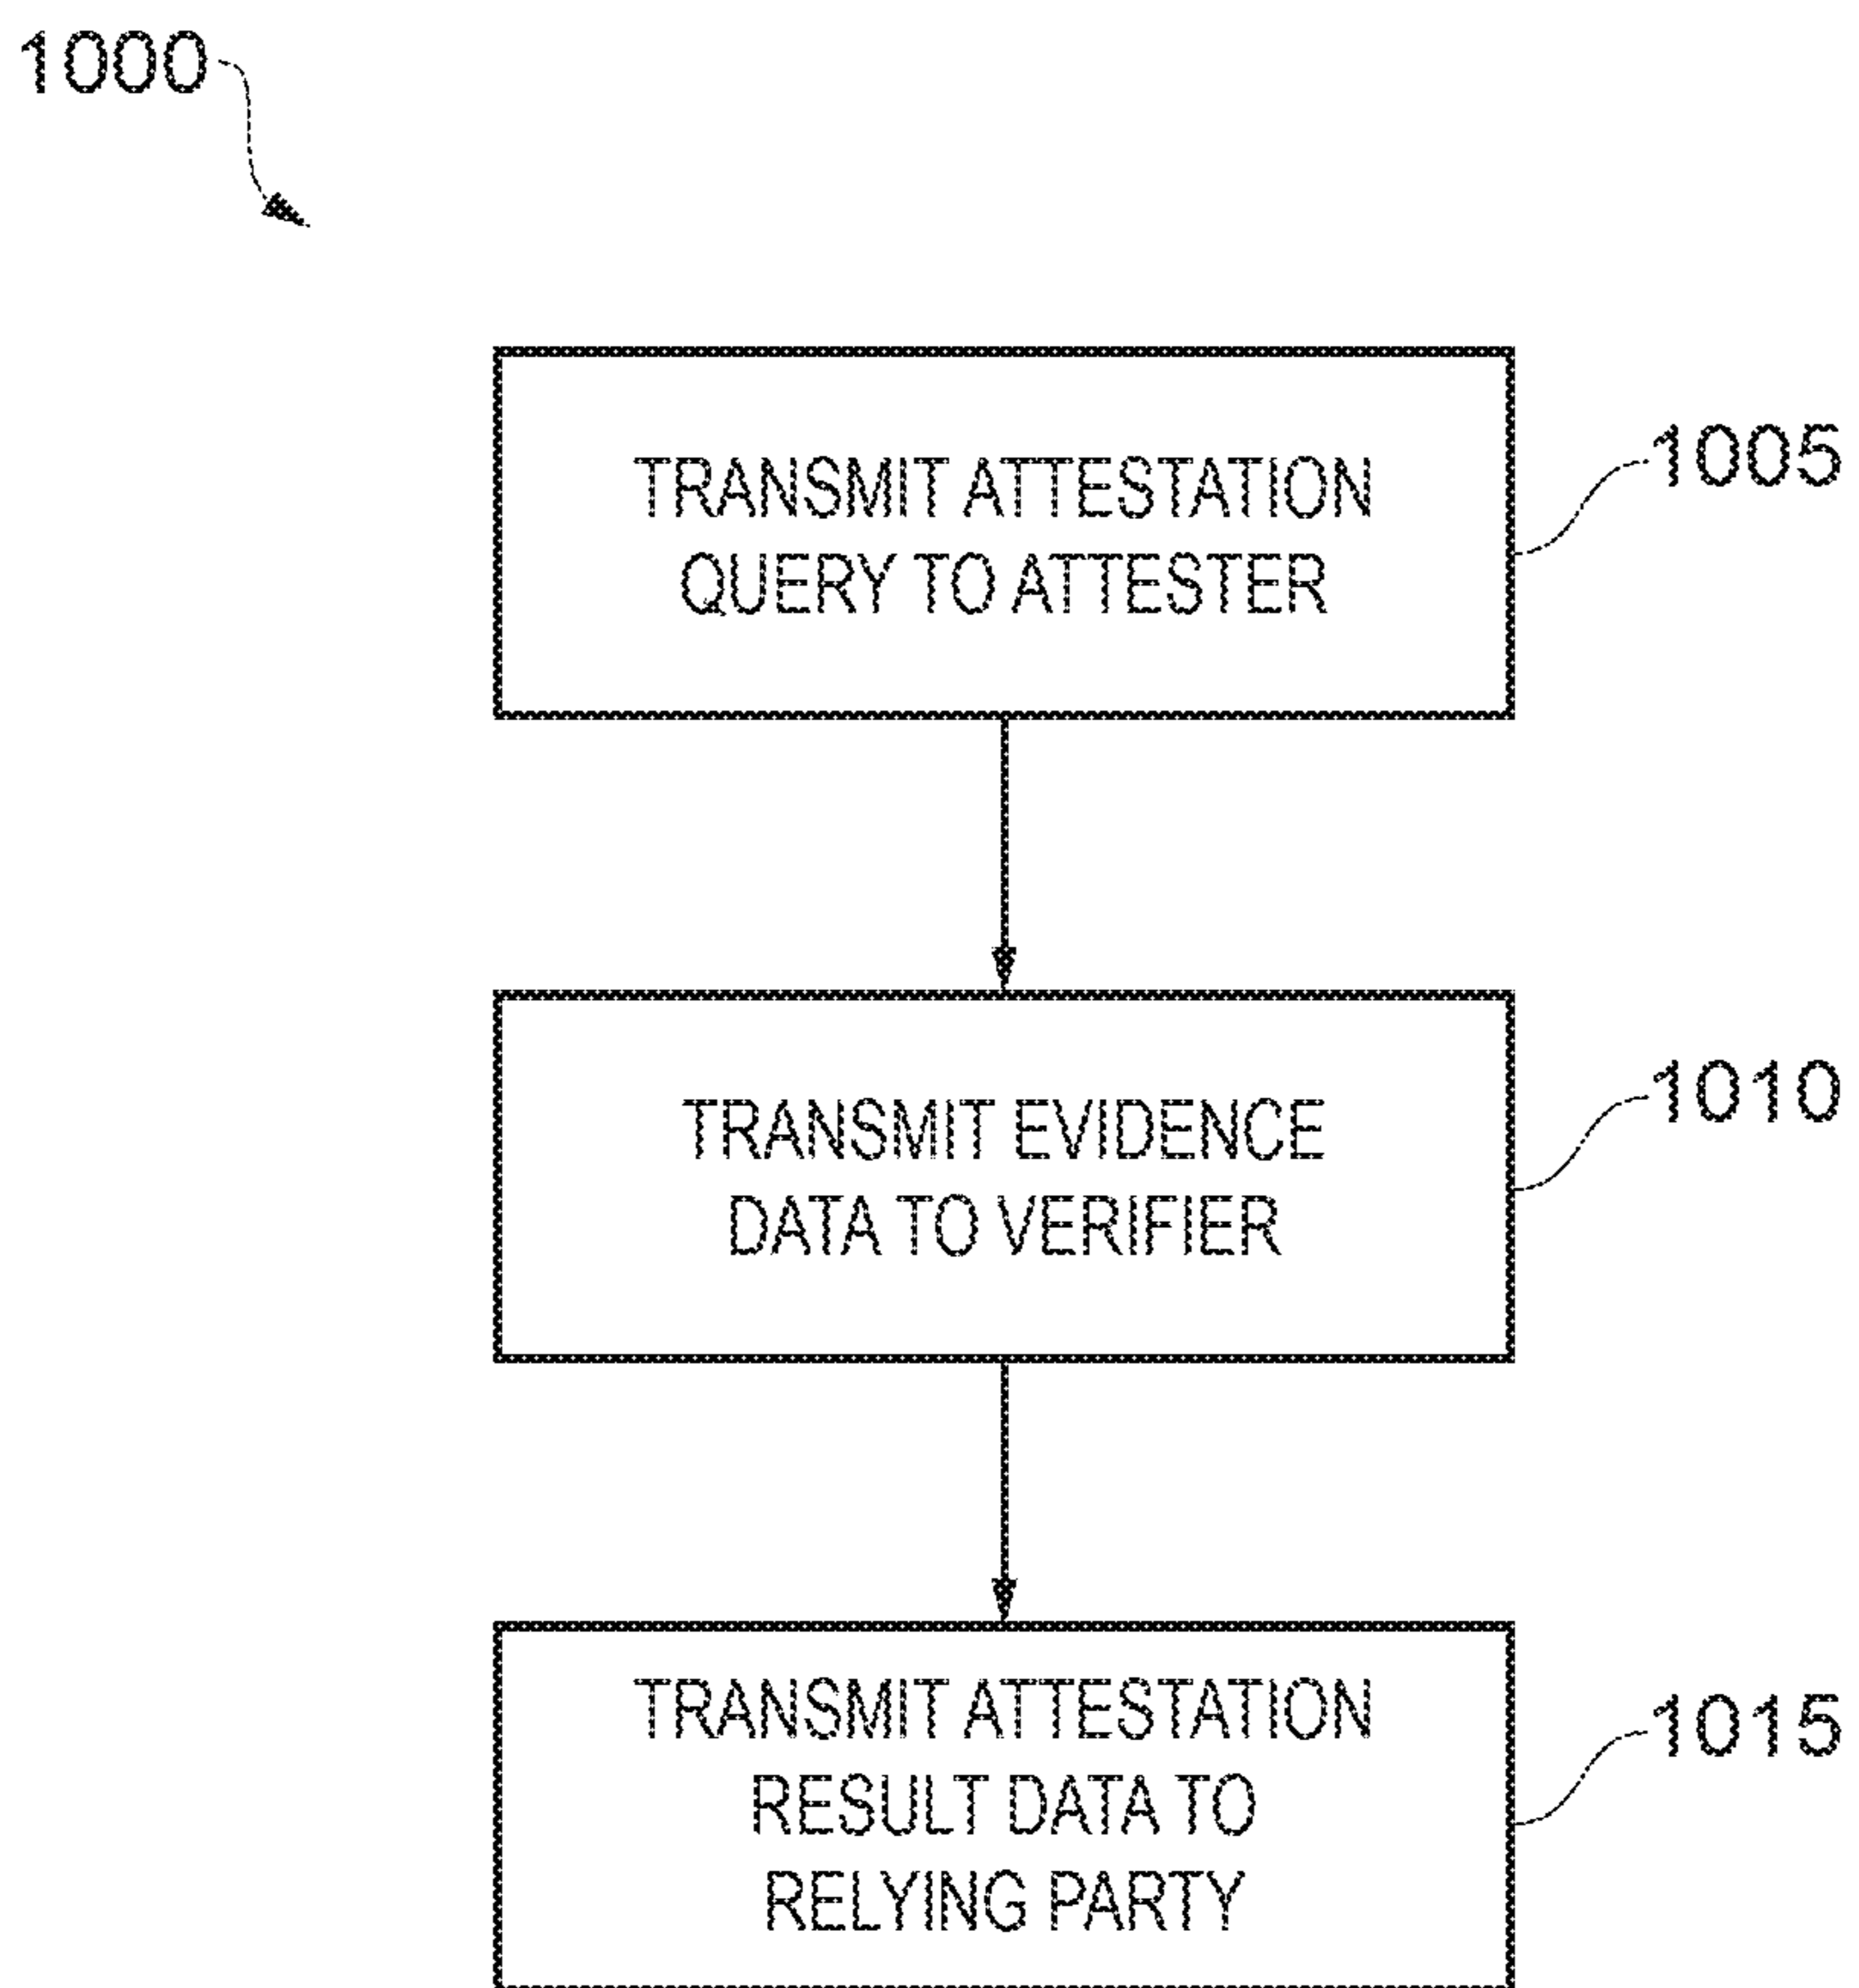 1000
TRANSMIT ATTESTATION
QUERY TO ATTESTER
1005
TRANSMIT EVIDENCE
DATA TO VERIFIER
1010
TRANSMIT ATTESTATION
RESULT DATA TO
RELYING PARTY
1015